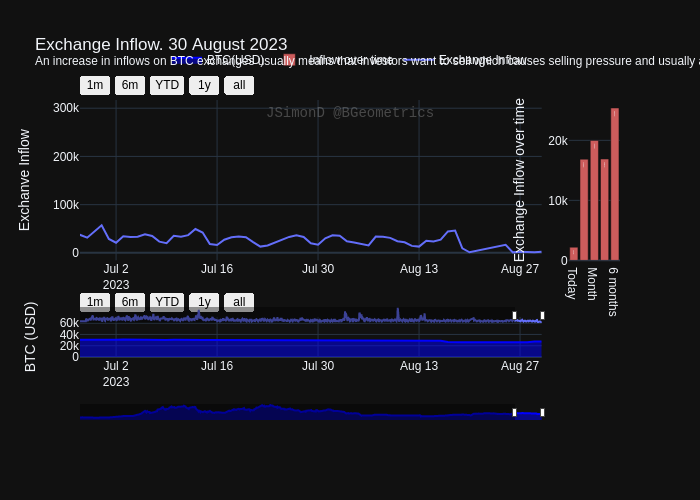 Exchange Inflow. 30 August 2023
BTC(USD) Inflow over time Exchange Inflow
An increase in inflows on BTC exchanges usually means that investors want to sell which causes selling pressure and usually
1m 6m YTD 1y all
JSimonD @BGeometrics
300k
200k
100k
0
Exchanve Inflow
Jul 2 Jul 16 Jul 30 Aug 13 Aug 27
2023
Exchange Inflow over time
20k
10k
0
Today Month 6 months
1m 6m YTD 1y all
60k
40k
20k
0
BTC (USD)
Jul 2 Jul 16 Jul 30 Aug 13 Aug 27
2023